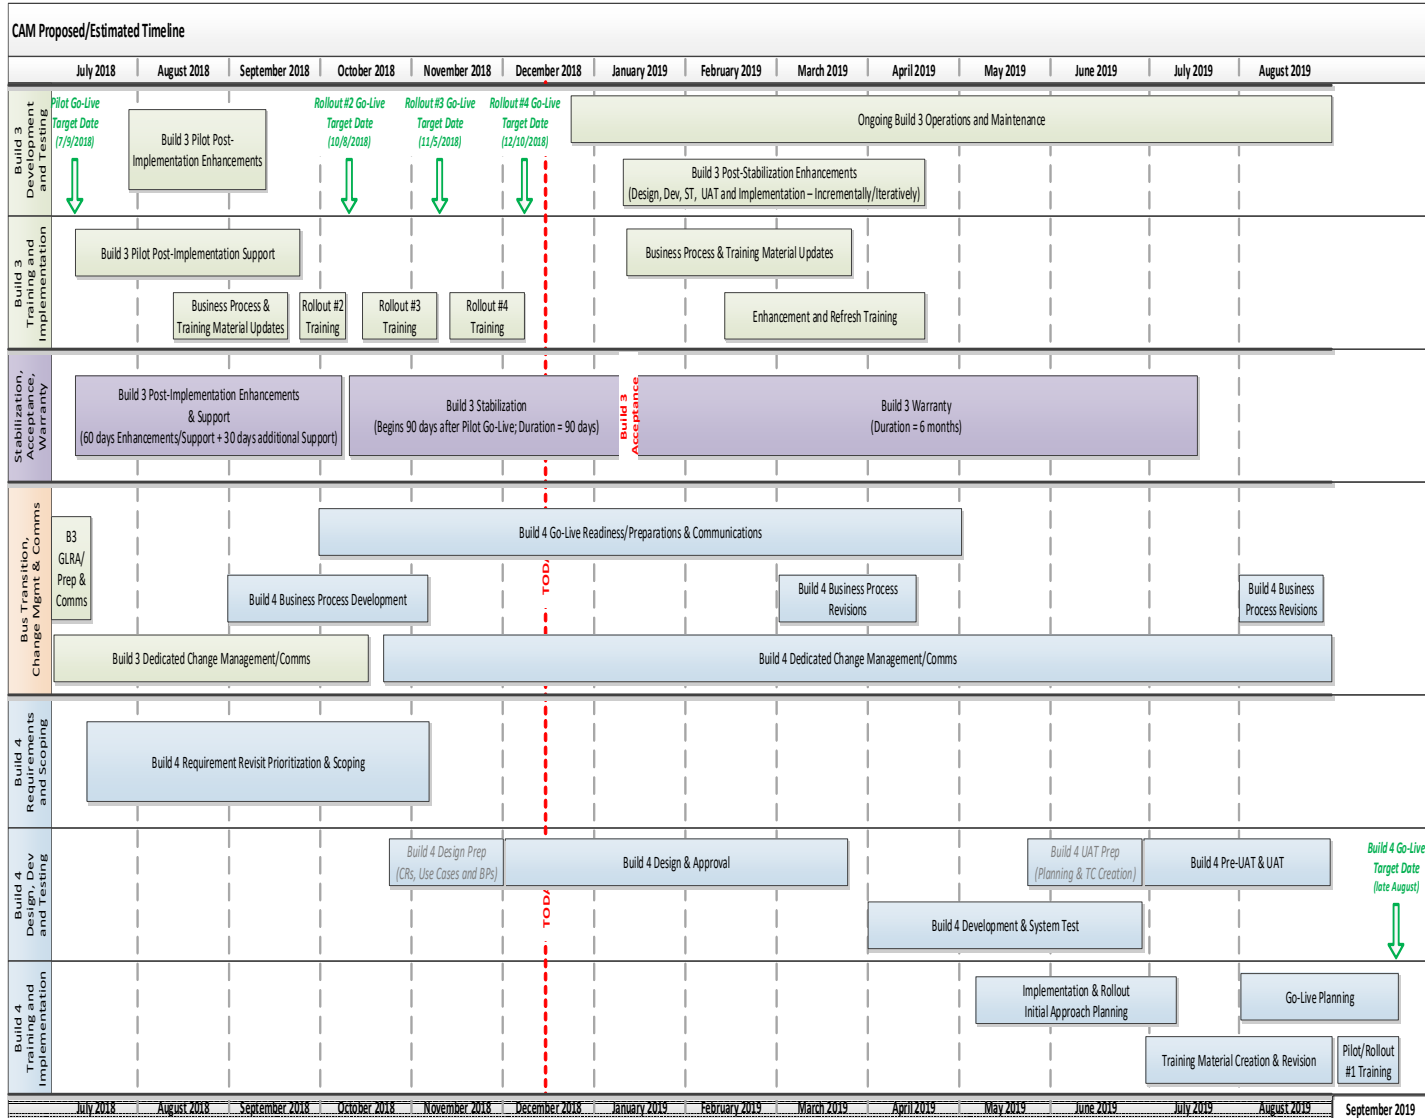 CAM Proposed/Estimated Timeline
July 2018 August 2018 September 2018 October 2018 November 2018 December 2018 January 2019 February 2019 March 2019 April 2019 May 2019 June 2019 July 2019 August 2019
Build 3
Development
and Testing
Pilot Go-Live
Target Date
(7/9/2018)
Build 3 Pilot Post-
Implementation Enhancements
Rollout #2 Go-Live
Target Date
(10/8/2018)
Rollout #3 Go-Live
Target Date
(11/5/2018)
Rollout #4 Go-Live
Target Date
(12/10/2018)
Ongoing Build 3 Operations and Maintenance
Build 3 Post-Stabilization Enhancements
(Design, Dev, ST, UAT and Implementation – Incrementally/Iteratively)
Build 3
Training and
Implementation
Build 3 Pilot Post-Implementation Support
Business Process & Training Material Updates
Business Process &
Training Material Updates
Rollout #2
Training
Rollout #3
Training
Rollout #4
Training
Enhancement and Refresh Training
Stabilization,
Acceptance,
Warranty
Build 3 Post-Implementation Enhancements
& Support
(60 days Enhancements/Support + 30 days additional Support)
Build 3 Stabilization
(Begins 90 days after Pilot Go-Live; Duration = 90 days)
Build 3
Acceptance
Build 3 Warranty
(Duration = 6 months)
Bus Transition,
Change Mgmt & Comms
B3
GLRA/
Prep &
Comms
Build 4 Go-Live Readiness/Preparations & Communications
TODA
Build 4 Business Process Development
Build 4 Business Process
Revisions
Build 4 Business
Process Revisions
Build 3 Dedicated Change Management/Comms
Build 4 Dedicated Change Management/Comms
Build 4
Requirements
and Scoping
Build 4 Requirement Revisit Prioritization & Scoping
Build 4
Design, Dev
and Testing
Build 4 Design Prep
(CRs, Use Cases and BPs)
Build 4 Design & Approval
Build 4 UAT Prep
(Planning & TC Creation)
Build 4 Pre-UAT & UAT
Build 4 Go-Live
Target Date
(late August)
TODA
Build 4 Development & System Test
Build 4
Training and
Implementation
Implementation & Rollout
Initial Approach Planning
Go-Live Planning
Training Material Creation & Revision
Pilot/Rollout
#1 Training
July 2018 August 2018 September 2018 October 2018 November 2018 December 2018 January 2019 February 2019 March 2019 April 2019 May 2019 June 2019 July 2019 August 2019 September 2019